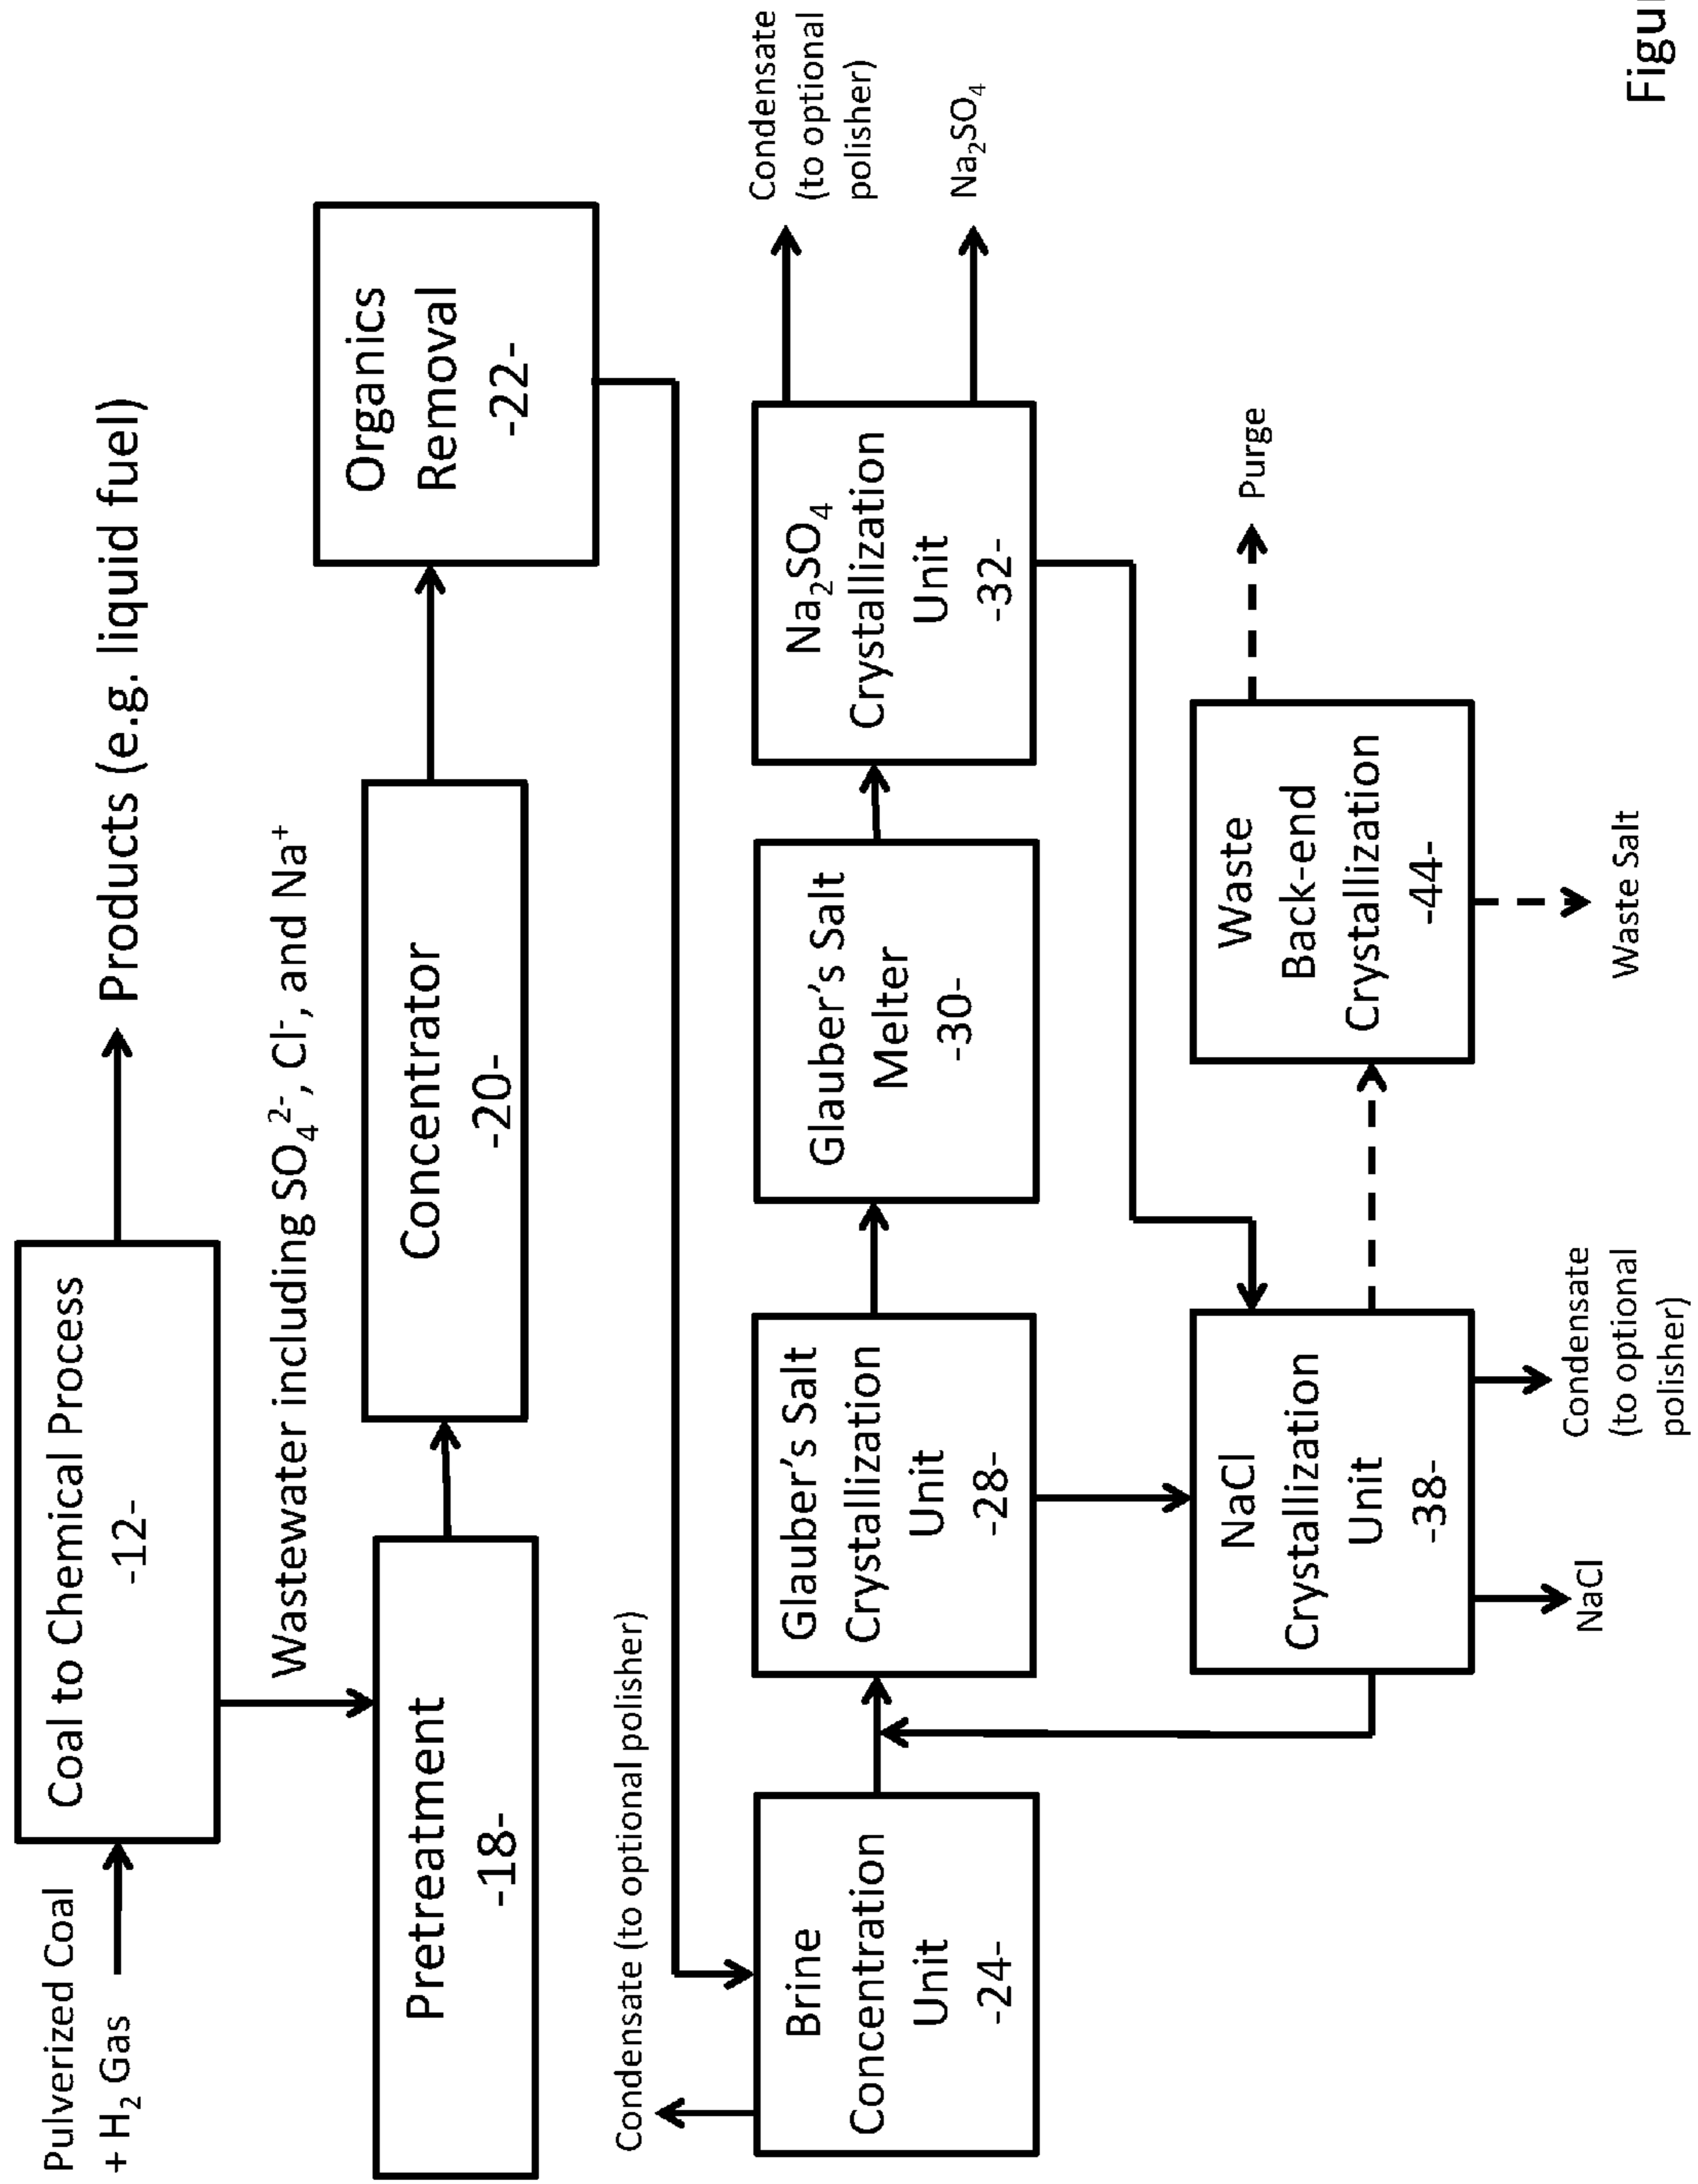 Pulverized Coal
+ H₂ Gas
Coal to Chemical Process
-12-
Products (e.g. liquid fuel)
Wastewater including SO₄²⁻, Cl⁻, and Na⁺
Pretreatment
-18-
Concentrator
-20-
Organics
Removal
-22-
Condensate (to optional polisher)
Brine
Concentration
Unit
-24-
Glauber's Salt
Crystallization
Unit
-28-
Glauber's Salt
Melter
-30-
Na₂SO₄
Crystallization
Unit
-32-
Condensate
(to optional
polisher)
Na₂SO₄
NaCl
Crystallization
Unit
-38-
NaCl
Condensate
(to optional
polisher)
Waste
Back-end
Crystallization
-44-
Purge
Waste Salt